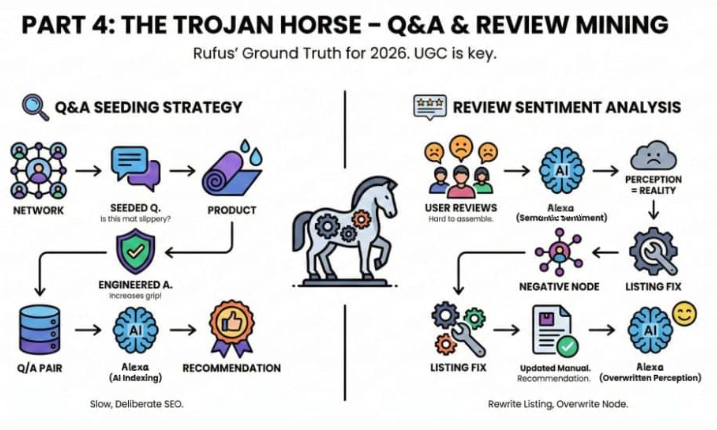 PART 4: THE TROJAN HORSE – Q&A & REVIEW MINING
Rufus' Ground Truth for 2026. UGC is key.
Q&A SEEDING STRATEGY
NETWORK
SEEDED Q.
Is this mat slippery?
PRODUCT
ENGINEERED A.
Increases grip!
Q/A PAIR
AI
Alexa
(AI Indexing)
RECOMMENDATION
Slow, Deliberate SEO.
REVIEW SENTIMENT ANALYSIS
USER REVIEWS
Hard to assemble.
AI
Alexa
(Semantic Sentiment)
PERCEPTION
= REALITY
NEGATIVE NODE
LISTING FIX
LISTING FIX
Updated Manual.
Recommendation.
AI
Alexa
(Overwritten Perception)
Rewrite Listing, Overwrite Node.